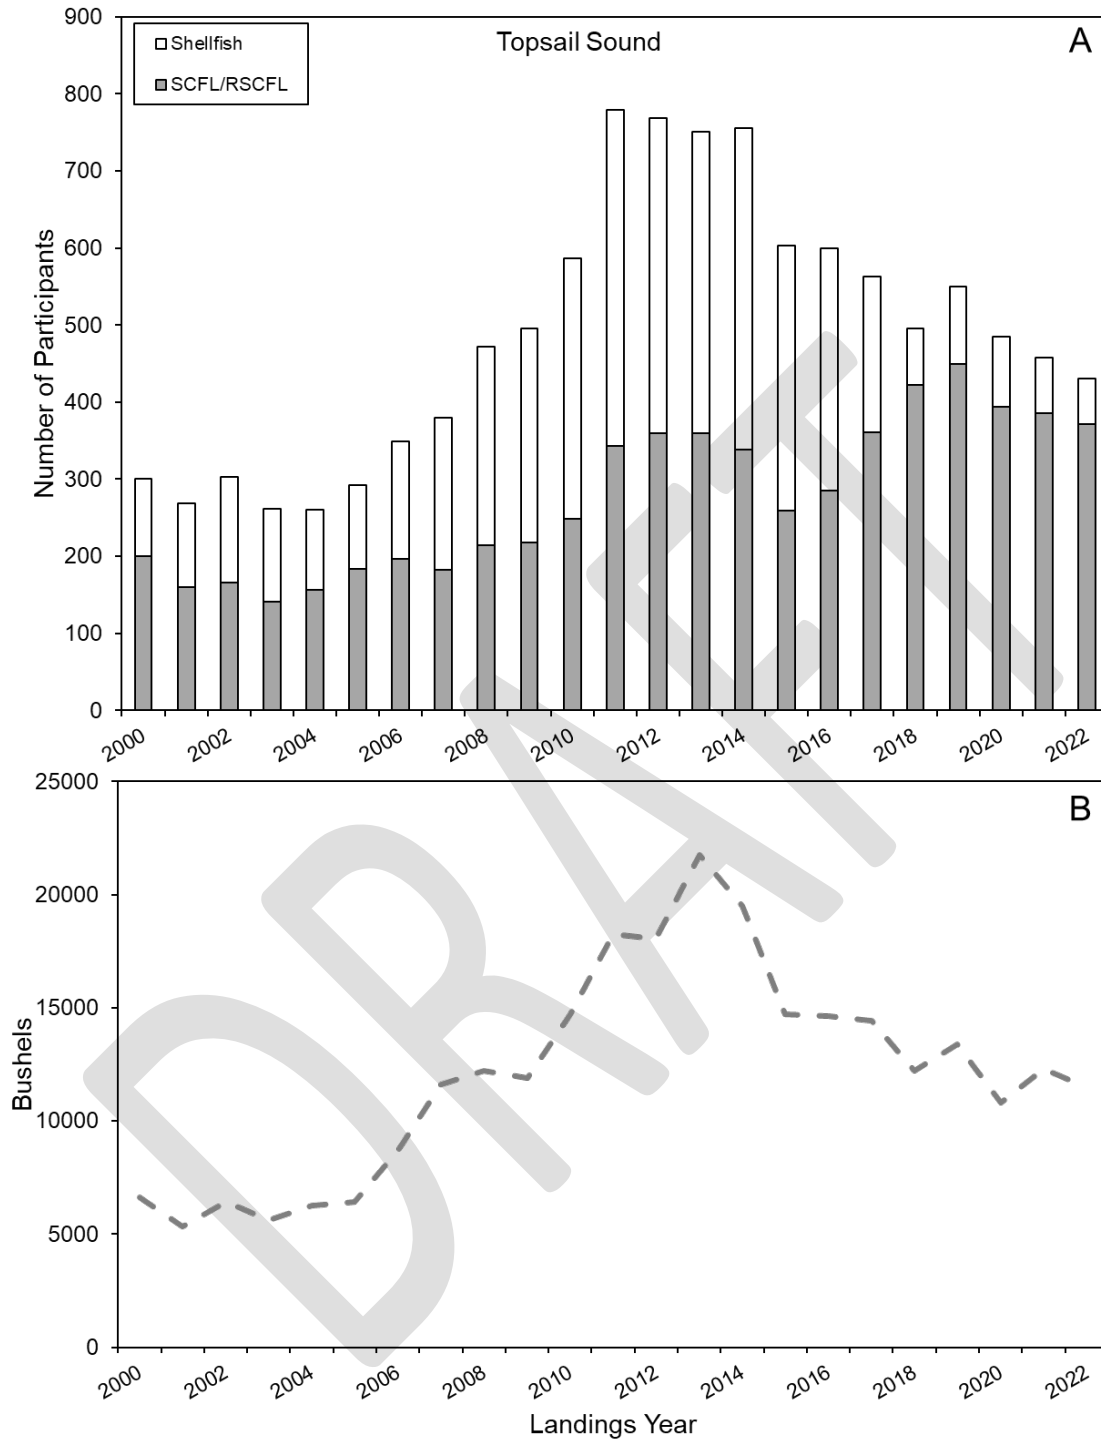 Topsail Sound
A
Shellfish
SCFL/RSCFL
Number of Participants
900
800
700
600
500
400
300
200
100
0
2000 2002 2004 2006 2008 2010 2012 2014 2016 2018 2020 2022
B
Bushels
25000
20000
15000
10000
5000
0
2000 2002 2004 2006 2008 2010 2012 2014 2016 2018 2020 2022
Landings Year
DRAFT